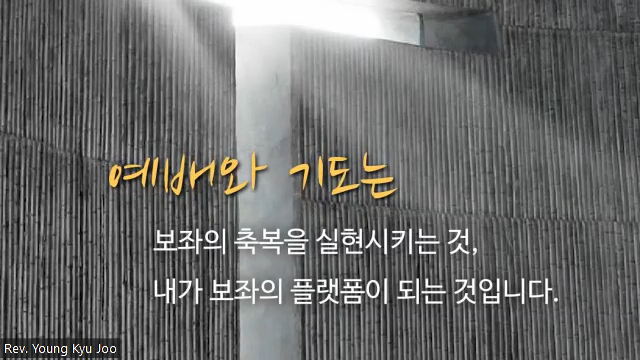 예배와 기도는
보좌의 축복을 실현시키는 것,
내가 보좌의 플랫폼이 되는 것입니다.
Rev. Young Kyu Joo